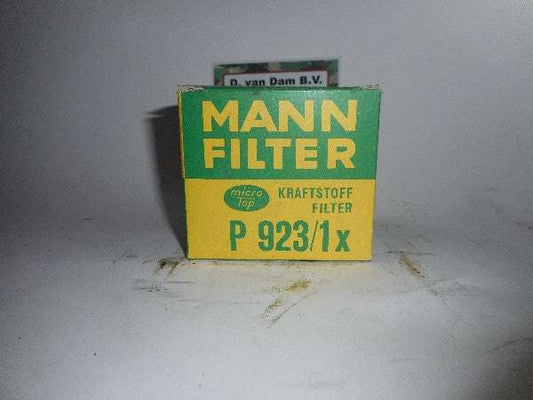 D. van Dam B.V.
MANN
FILTER
micro
Top
KRAFTSTOFF
FILTER
P 923/1x